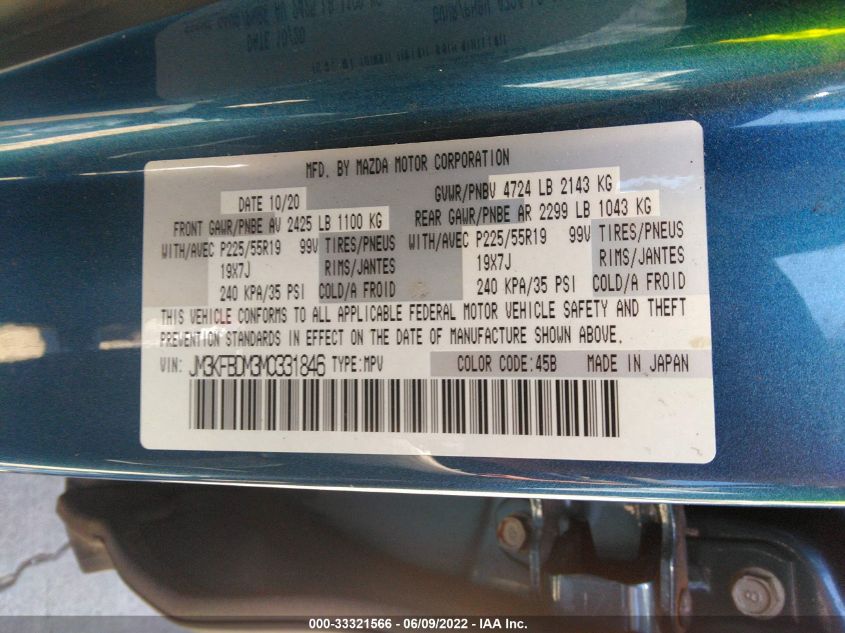 MFD. BY MAZDA MOTOR CORPORATION
DATE 10/20 GVWR/PNBV 4724 LB 2143 KG
FRONT GAWR/PNBE AV 2425 LB 1100 KG REAR GAWR/PNBE AR 2299 LB 1043 KG
WITH/AVEC P225/55R19 99V TIRES/PNEUS WITH/AVEC P225/55R19 99V TIRES/PNEUS
19X7J RIMS/JANTES 19X7J RIMS/JANTES
240 KPA/35 PSI COLD/A FROID 240 KPA/35 PSI COLD/A FROID
THIS VEHICLE CONFORMS TO ALL APPLICABLE FEDERAL MOTOR VEHICLE SAFETY AND THEFT
PREVENTION STANDARDS IN EFFECT ON THE DATE OF MANUFACTURE SHOWN ABOVE.
VIN: JM3KFBDM3M0331846 TYPE:MPV COLOR CODE:45B MADE IN JAPAN
000-33321566 - 06/09/2022 - IAA Inc.